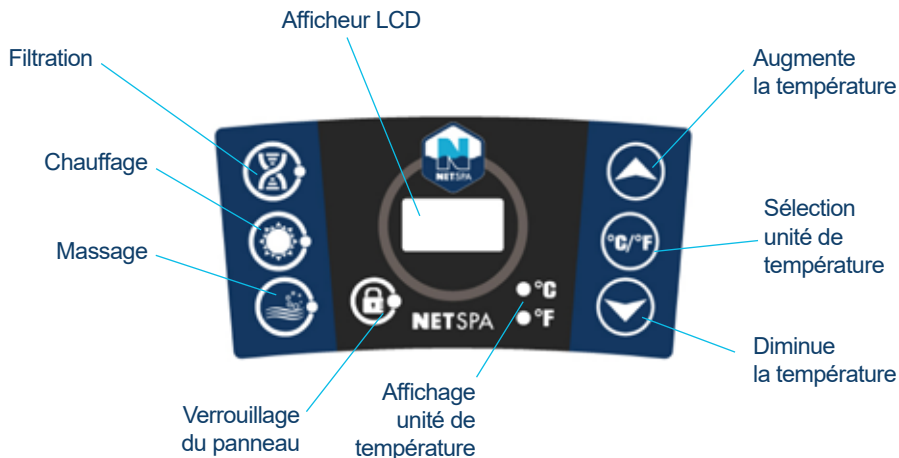 Afficheur LCD
Filtration
Augmente
la température
Chauffage
NETSPA
Sélection
unité de
température
°C/°F
Massage
°C
NETSPA
°F
Diminue
la température
Affichage
unité de
température
Verrouillage
du panneau